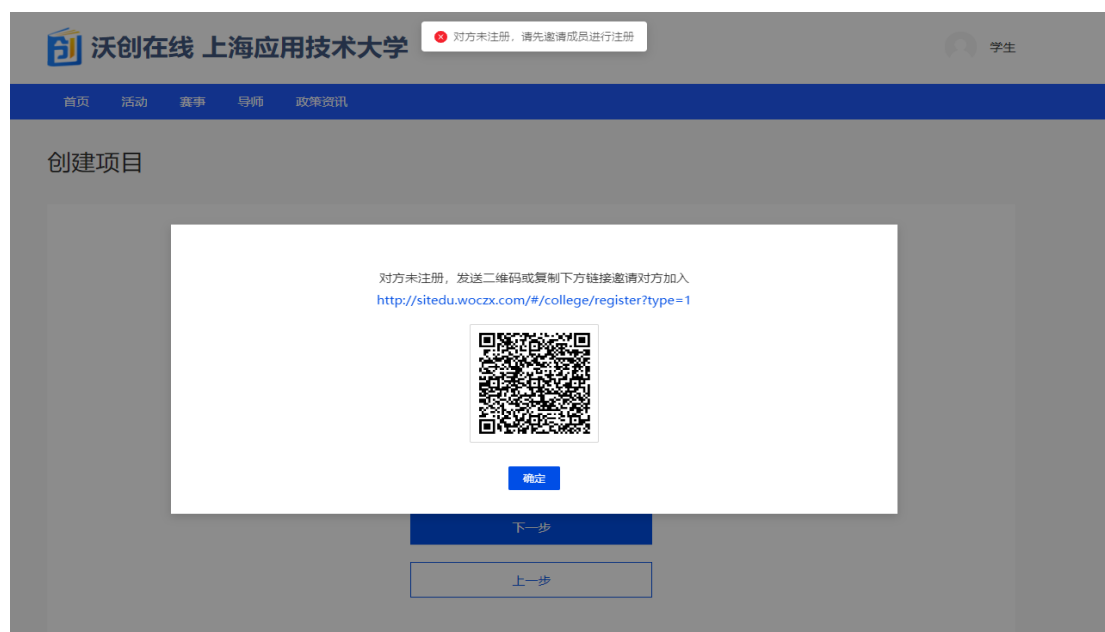 沃创在线 上海应用技术大学
对方未注册，请先邀请成员进行注册
学生
首页 活动 赛事 导师 政策资讯
创建项目
对方未注册，发送二维码或复制下方链接邀请对方加入
http://sitedu.woczx.com/#/college/register?type=1
确定
下一步
上一步